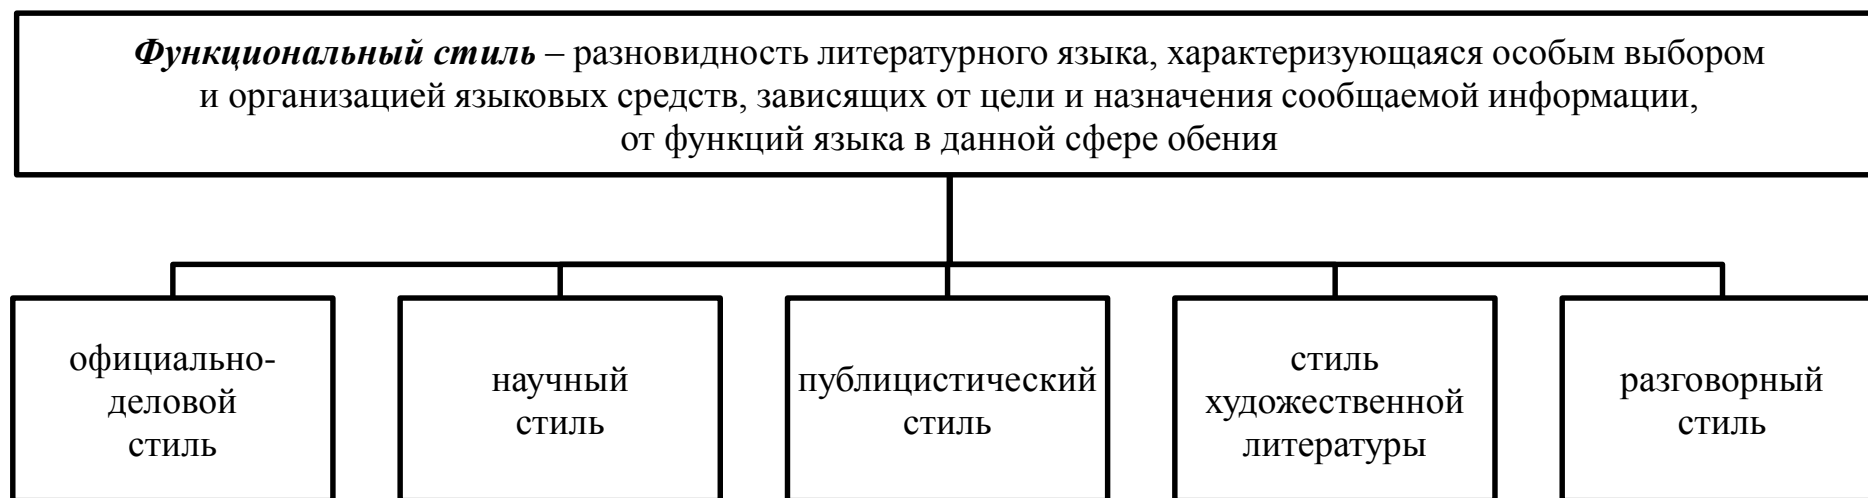 Функциональный стиль – разновидность литературного языка, характеризующаяся особым выбором
и организацией языковых средств, зависящих от цели и назначения сообщаемой информации,
от функций языка в данной сфере обения
официально-
деловой
стиль
научный
стиль
публицистический
стиль
стиль
художественной
литературы
разговорный
стиль